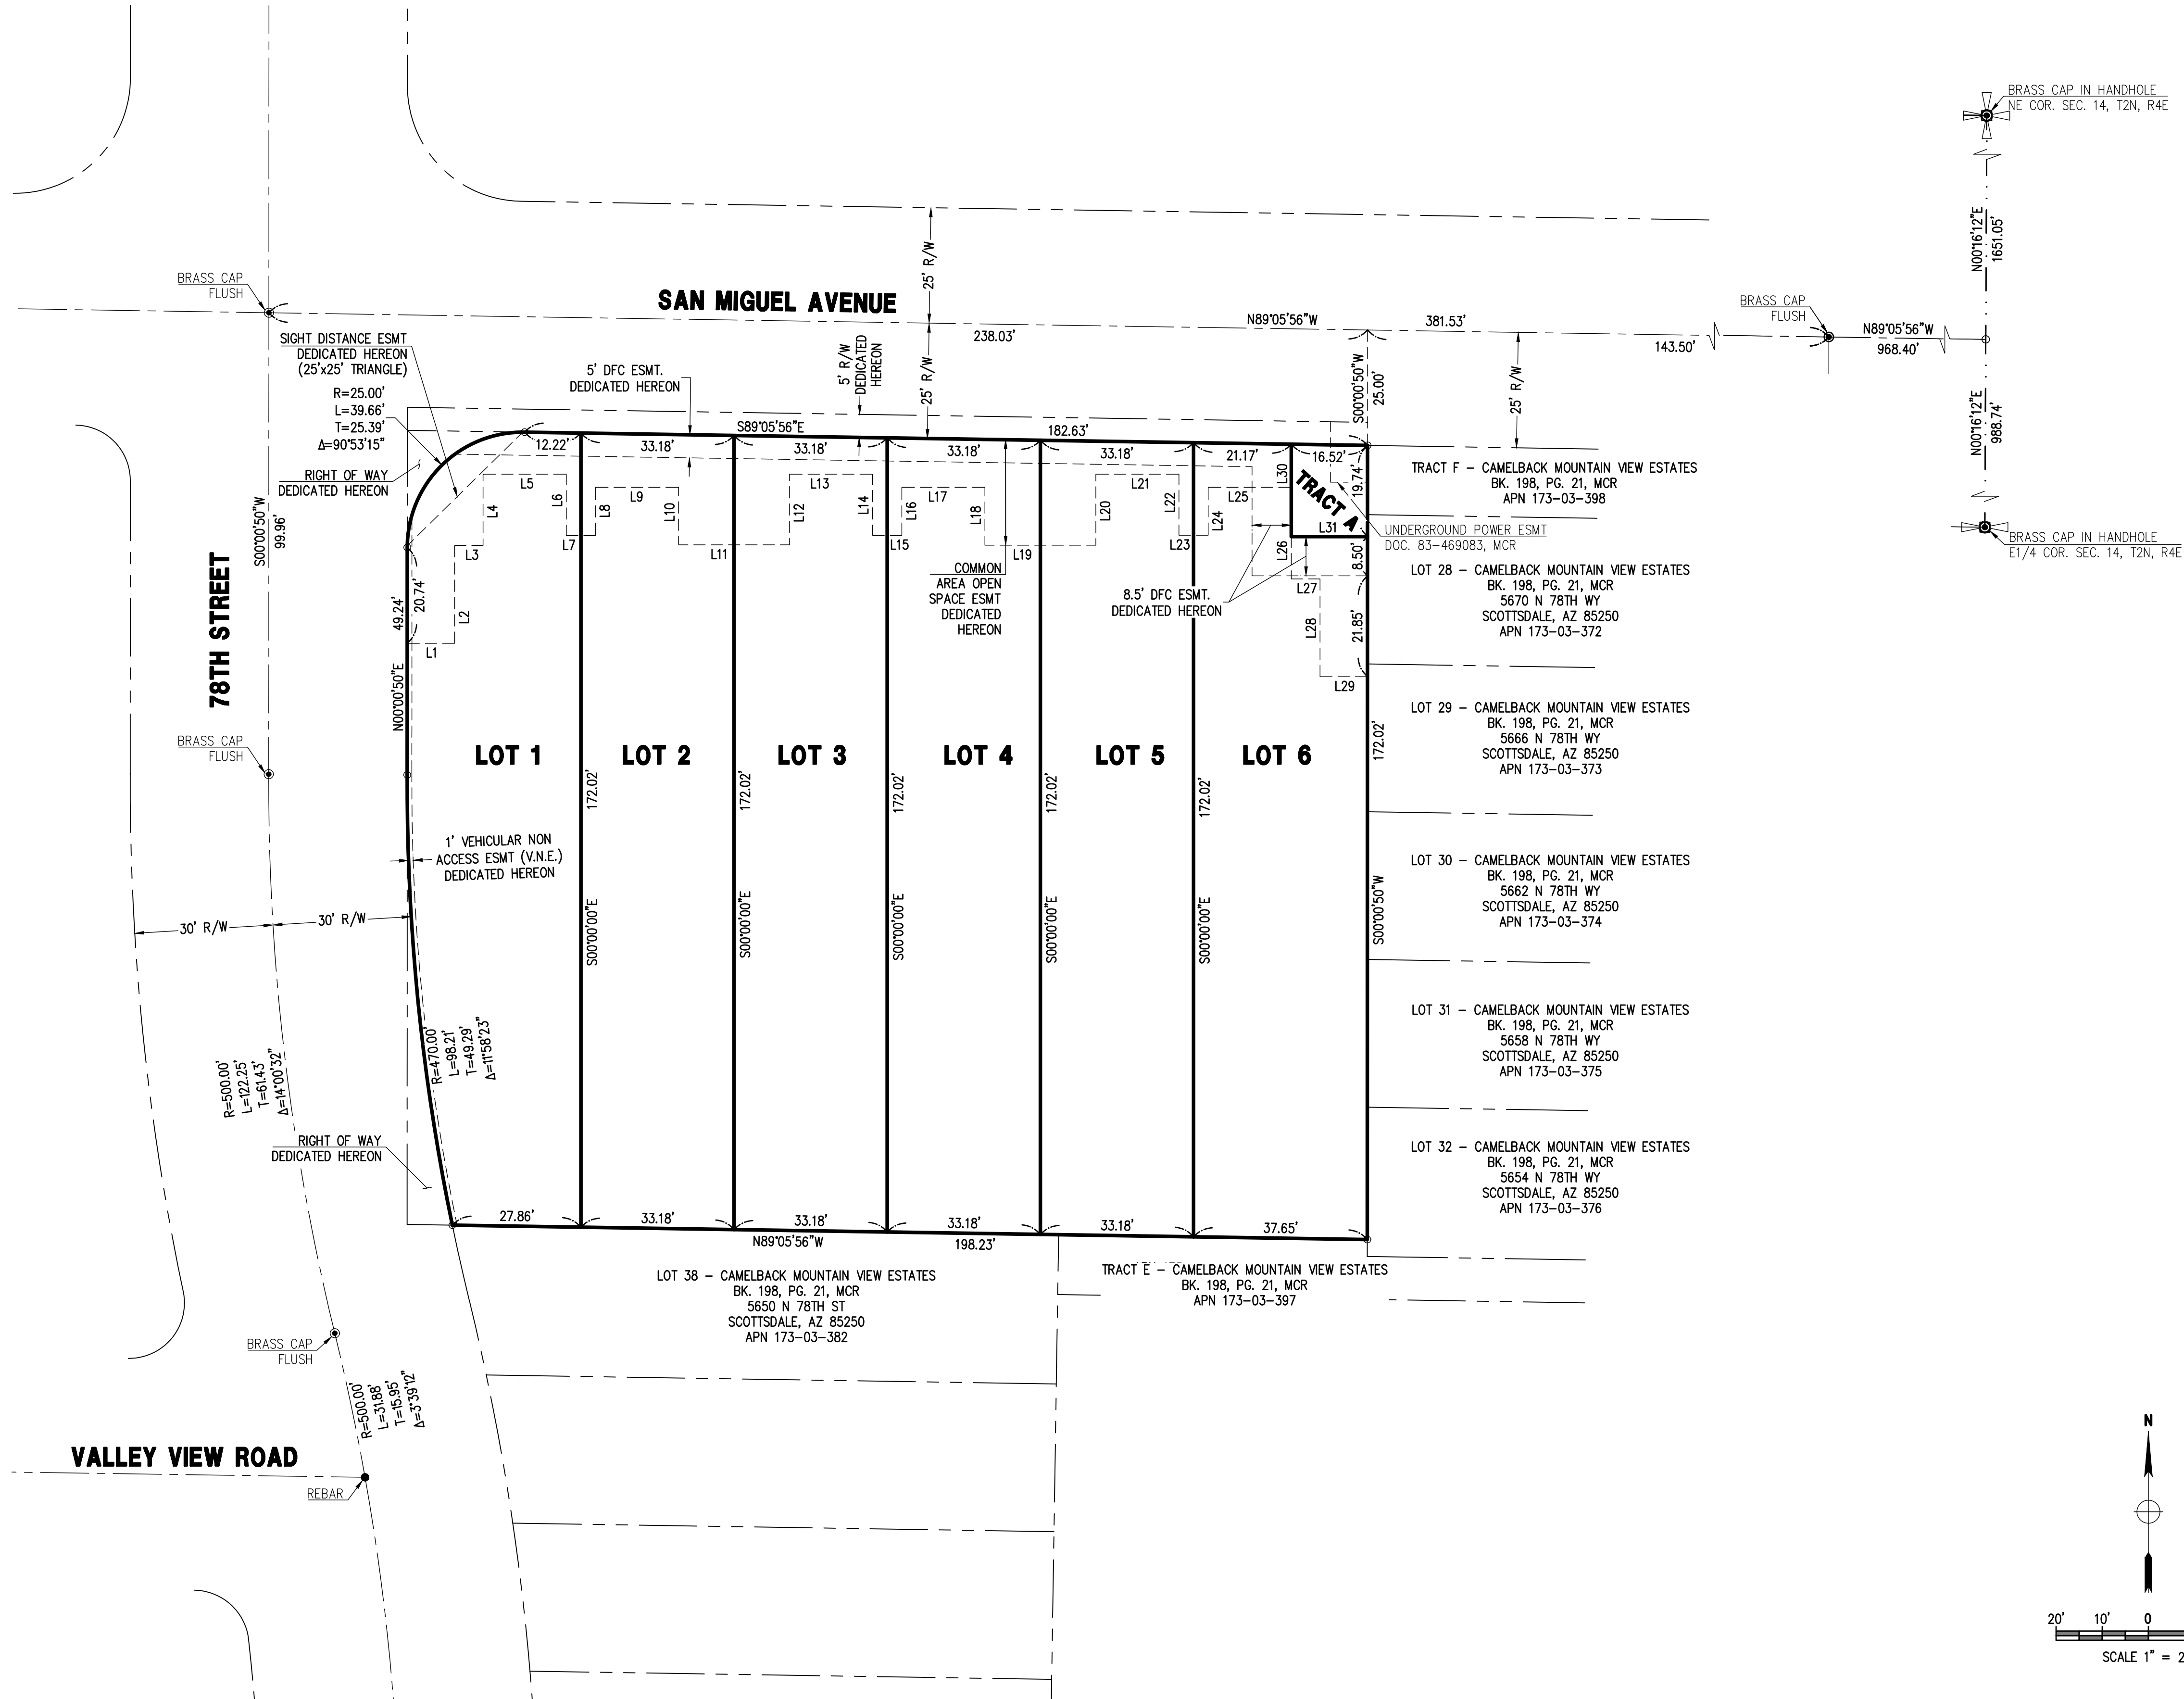 BRASS CAP IN HANDHOLE
NE COR. SEC. 14, T2N, R4E
N00°16'12"E
1651.05'
BRASS CAP
FLUSH
SAN MIGUEL AVENUE
25' R/W
238.03'
N89°05'56"W
381.53'
BRASS CAP
FLUSH
143.50'
N89°05'56"W
968.40'
SIGHT DISTANCE ESMT
DEDICATED HEREON
(25'x25' TRIANGLE)
5' DFC ESMT.
DEDICATED HEREON
5' R/W
DEDICATED
HEREON
25' R/W
S00°00'50"W
25.00'
25' R/W
N00°16'12"E
988.74'
R=25.00'
L=39.66'
T=25.39'
Δ=90°53'15"
S89°05'56"E
182.63'
12.22'
33.18'
33.18'
33.18'
33.18'
21.17'
16.52'
RIGHT OF WAY
DEDICATED HEREON
TRACT F – CAMELBACK MOUNTAIN VIEW ESTATES
BK. 198, PG. 21, MCR
APN 173–03–398
L30
19.74'
TRACT A
L5
L13
L21
L4
L6
L8
L9
L10
L12
L14
L16
L17
L18
L20
L22
L24
L25
L31
L3
L7
L11
L15
L19
L23
L26
UNDERGROUND POWER ESMT
DOC. 83–469083, MCR
BRASS CAP IN HANDHOLE
E1/4 COR. SEC. 14, T2N, R4E
S00°00'50"W
99.96'
78TH STREET
49.24'
20.74'
L2
L1
COMMON
AREA OPEN
SPACE ESMT
DEDICATED
HEREON
8.5' DFC ESMT.
DEDICATED HEREON
8.50'
L27
L28
21.85'
L29
LOT 28 – CAMELBACK MOUNTAIN VIEW ESTATES
BK. 198, PG. 21, MCR
5670 N 78TH WY
SCOTTSDALE, AZ 85250
APN 173–03–372
N00°00'50"E
BRASS CAP
FLUSH
LOT 1
LOT 2
LOT 3
LOT 4
LOT 5
LOT 6
172.02'
172.02'
172.02'
172.02'
172.02'
172.02'
LOT 29 – CAMELBACK MOUNTAIN VIEW ESTATES
BK. 198, PG. 21, MCR
5666 N 78TH WY
SCOTTSDALE, AZ 85250
APN 173–03–373
1' VEHICULAR NON
ACCESS ESMT (V.N.E.)
DEDICATED HEREON
30' R/W
30' R/W
S00°00'00"E
S00°00'00"E
S00°00'00"E
S00°00'00"E
S00°00'00"E
S00°00'50"W
LOT 30 – CAMELBACK MOUNTAIN VIEW ESTATES
BK. 198, PG. 21, MCR
5662 N 78TH WY
SCOTTSDALE, AZ 85250
APN 173–03–374
R=500.00'
L=122.25'
T=61.43'
Δ=14°00'32"
R=470.00'
L=98.21'
T=49.29'
Δ=11°58'23"
LOT 31 – CAMELBACK MOUNTAIN VIEW ESTATES
BK. 198, PG. 21, MCR
5658 N 78TH WY
SCOTTSDALE, AZ 85250
APN 173–03–375
RIGHT OF WAY
DEDICATED HEREON
LOT 32 – CAMELBACK MOUNTAIN VIEW ESTATES
BK. 198, PG. 21, MCR
5654 N 78TH WY
SCOTTSDALE, AZ 85250
APN 173–03–376
27.86'
33.18'
33.18'
33.18'
33.18'
37.65'
N89°05'56"W
198.23'
LOT 38 – CAMELBACK MOUNTAIN VIEW ESTATES
BK. 198, PG. 21, MCR
5650 N 78TH ST
SCOTTSDALE, AZ 85250
APN 173–03–382
TRACT E – CAMELBACK MOUNTAIN VIEW ESTATES
BK. 198, PG. 21, MCR
APN 173–03–397
BRASS CAP
FLUSH
R=500.00'
L=31.88'
T=15.95'
Δ=3°39'12"
VALLEY VIEW ROAD
REBAR
N
20'
10'
0
SCALE 1" = 2